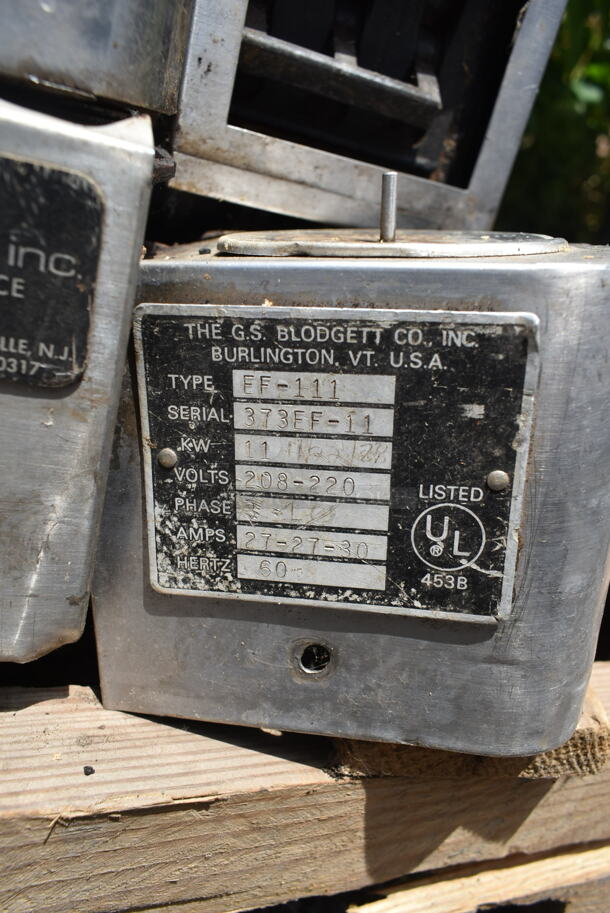 inc.
CE
LLE, N.J.
0317
THE G.S. BLODGETT CO., INC.
BURLINGTON, VT. U.S.A.
TYPE EF-111
SERIAL 373EF-11
KW 11
VOLTS 208-220
PHASE
AMPS 27-27-30
HERTZ 60
LISTED
UL
®
453B